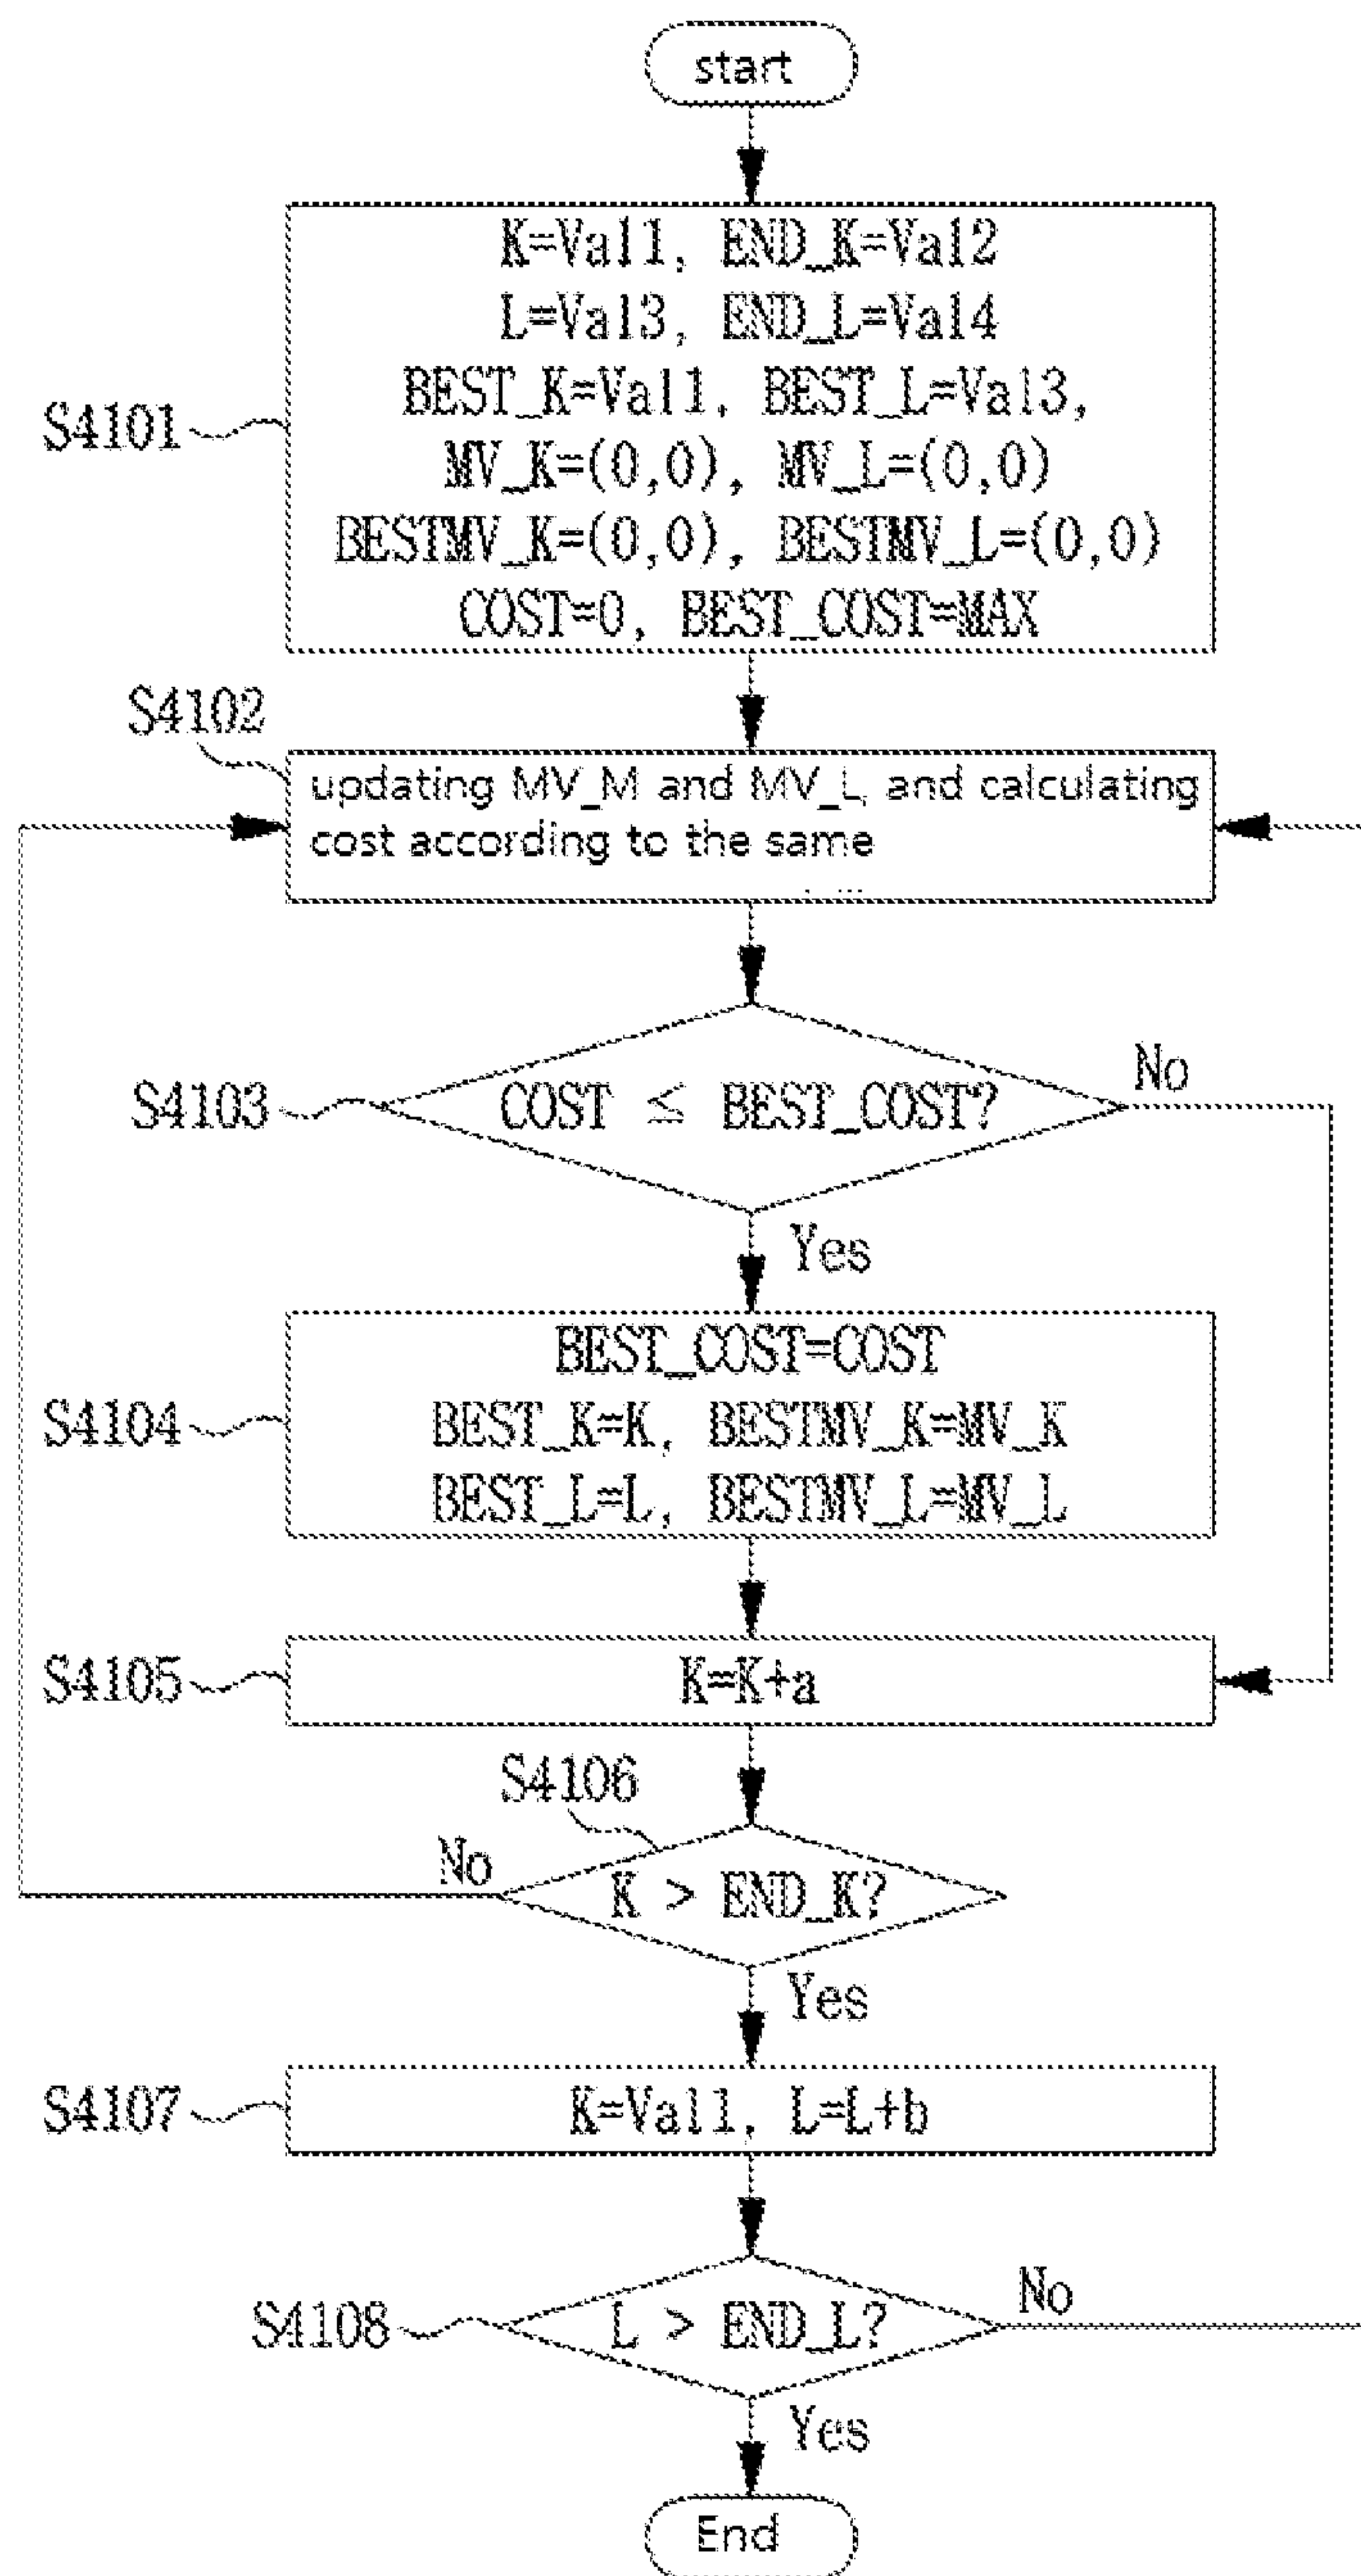 start
K=Val1, END_K=Val2
L=Val3, END_L=Val4
BEST_K=Val1, BEST_L=Val3,
S4101
MV_K=(0,0), MV_L=(0,0)
BESTMV_K=(0,0), BESTMV_L=(0,0)
COST=0, BEST_COST=MAX
S4102
updating MV_M and MV_L, and calculating
cost according to the same
No
S4103
COST ≤ BEST_COST?
Yes
BEST_COST=COST
S4104
BEST_K=K, BESTMV_K=MV_K
BEST_L=L, BESTMV_L=MV_L
S4105
K=K+a
S4106
No
K > END_K?
Yes
S4107
K=Val1, L=L+b
No
S4108
L > END_L?
Yes
End